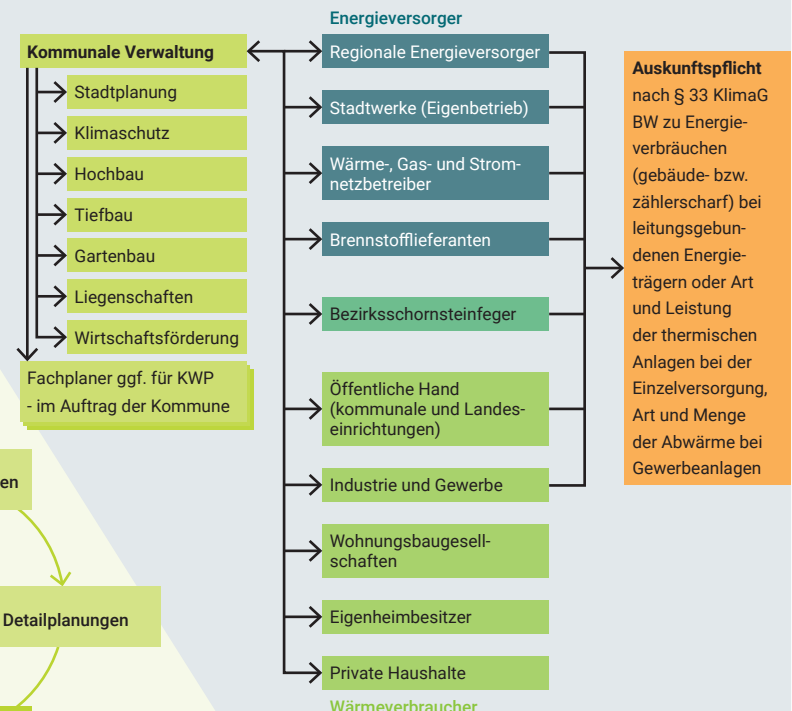 Energieversorger
Kommunale Verwaltung
Stadtplanung
Klimaschutz
Hochbau
Tiefbau
Gartenbau
Liegenschaften
Wirtschaftsförderung
Fachplaner ggf. für KWP
- im Auftrag der Kommune
en
Detailplanungen
Regionale Energieversorger
Stadtwerke (Eigenbetrieb)
Wärme-, Gas- und Strom-
netzbetreiber
Brennstofflieferanten
Bezirksschornsteinfeger
Öffentliche Hand
(kommunale und Landes-
einrichtungen)
Industrie und Gewerbe
Wohnungsbaugesell-
schaften
Eigenheimbesitzer
Private Haushalte
Wärmeverbraucher
Auskunftspflicht
nach § 33 KlimaG
BW zu Energie-
verbräuchen
(gebäude- bzw.
zählerscharf) bei
leitungsgebun-
denen Energie-
trägern oder Art
und Leistung
der thermischen
Anlagen bei der
Einzelversorgung,
Art und Menge
der Abwärme bei
Gewerbeanlagen